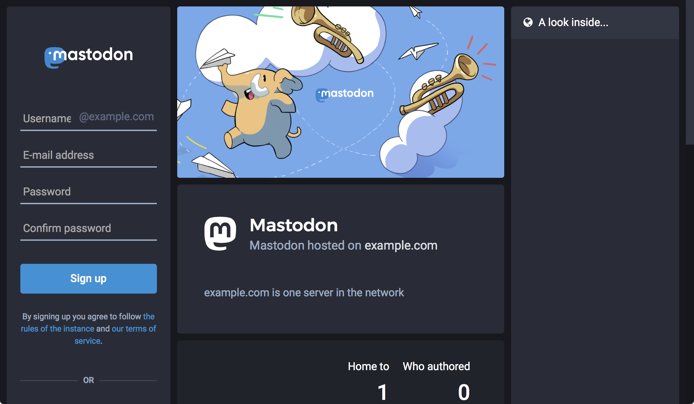 mastodon
Username @example.com
E-mail address
Password
Confirm password
Sign up
By signing up you agree to follow the
rules of the instance and our terms of
service.
OR
mastodon
Mastodon
Mastodon hosted on example.com
example.com is one server in the network
Home to
1
Who authored
0
A look inside...